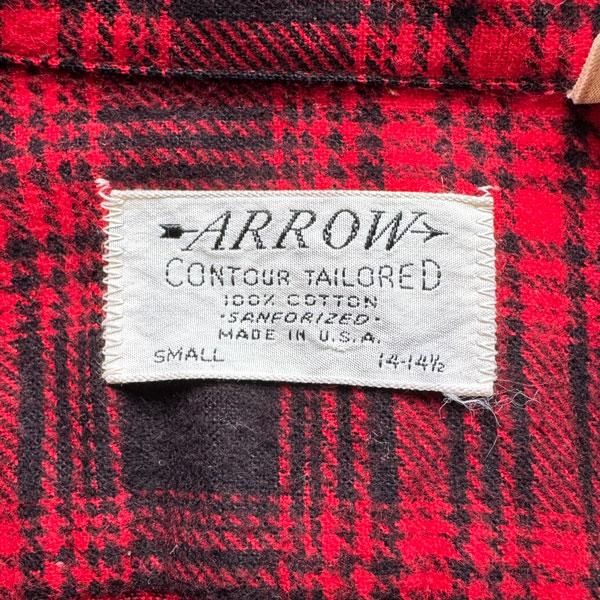 ARROW
CONTOUR TAILORED
100% COTTON
·SANFORIZED·
MADE IN U.S.A.
SMALL 14-14½